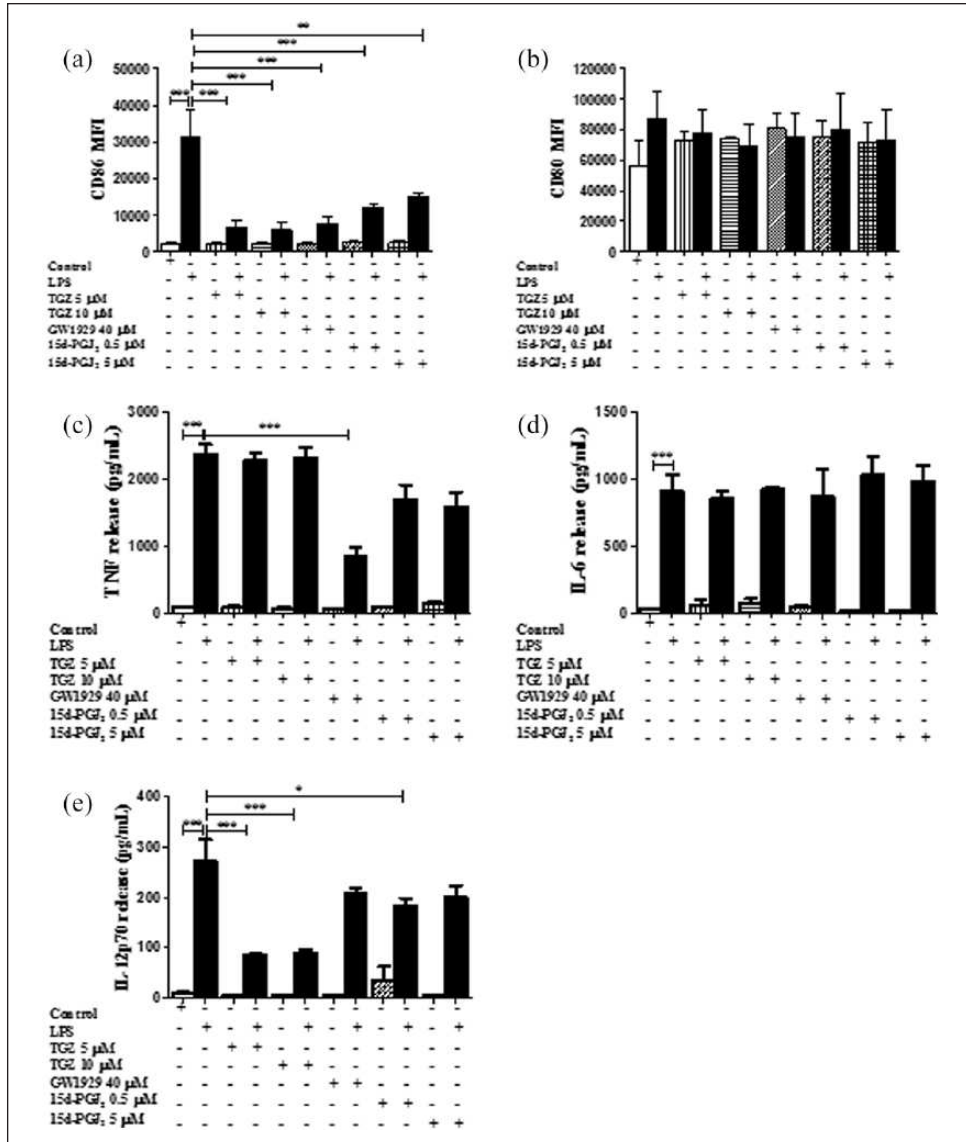 (a)
CD86 MFI
50000
40000
30000
20000
10000
0
*** *** *** *** *** **
Control + - - - - - - - - - - -
LPS - + - + - + - + - + - +
TGZ 5 µM - - + + - - - - - - - -
TGZ 10 µM - - - - + + - - - - - -
GW1929 40 µM - - - - - - + + - - - -
15d-PGJ₂ 0.5 µM - - - - - - - - + + - -
15d-PGJ₂ 5 µM - - - - - - - - - - + +
(b)
CD80 MFI
120000
100000
80000
60000
40000
20000
0
Control + - - - - - - - - - - -
LPS - + - + - + - + - + - +
TGZ5 µM - - + + - - - - - - - -
TGZ10 µM - - - - + + - - - - - -
GW1929 40 µM - - - - - - + + - - - -
15d-PGJ₂ 0.5 µM - - - - - - - - + + - -
15d-PGJ₂ 5 µM - - - - - - - - - - + +
(c)
TNF release (pg/mL)
3000
2000
1000
0
*** ***
Control + - - - - - - - - - - -
LPS - + - + - + - + - + - +
TGZ 5 µM - - + + - - - - - - - -
TGZ 10 µM - - - - + + - - - - - -
GW1929 40 µM - - - - - - + + - - - -
15d-PGJ₂ 0.5 µM - - - - - - - - + + - -
15d-PGJ₂ 5 µM - - - - - - - - - - + +
(d)
IL-6 release (pg/mL)
1500
1000
500
0
***
Control + - - - - - - - - - - -
LPS - + - + - + - + - + - +
TGZ 5 µM - - + + - - - - - - - -
TGZ 10 µM - - - - + + - - - - - -
GW1929 40 µM - - - - - - + + - - - -
15d-PGJ₂ 0.5 µM - - - - - - - - + + - -
15d-PGJ₂ 5 µM - - - - - - - - - - + +
(e)
IL-12p70 release (pg/mL)
400
300
200
100
0
*** *** *** *
Control + - - - - - - - - - - -
LPS - + - + - + - + - + - +
TGZ 5 µM - - + + - - - - - - - -
TGZ 10 µM - - - - + + - - - - - -
GW1929 40 µM - - - - - - + + - - - -
15d-PGJ₂ 0.5 µM - - - - - - - - + + - -
15d-PGJ₂ 5 µM - - - - - - - - - - + +